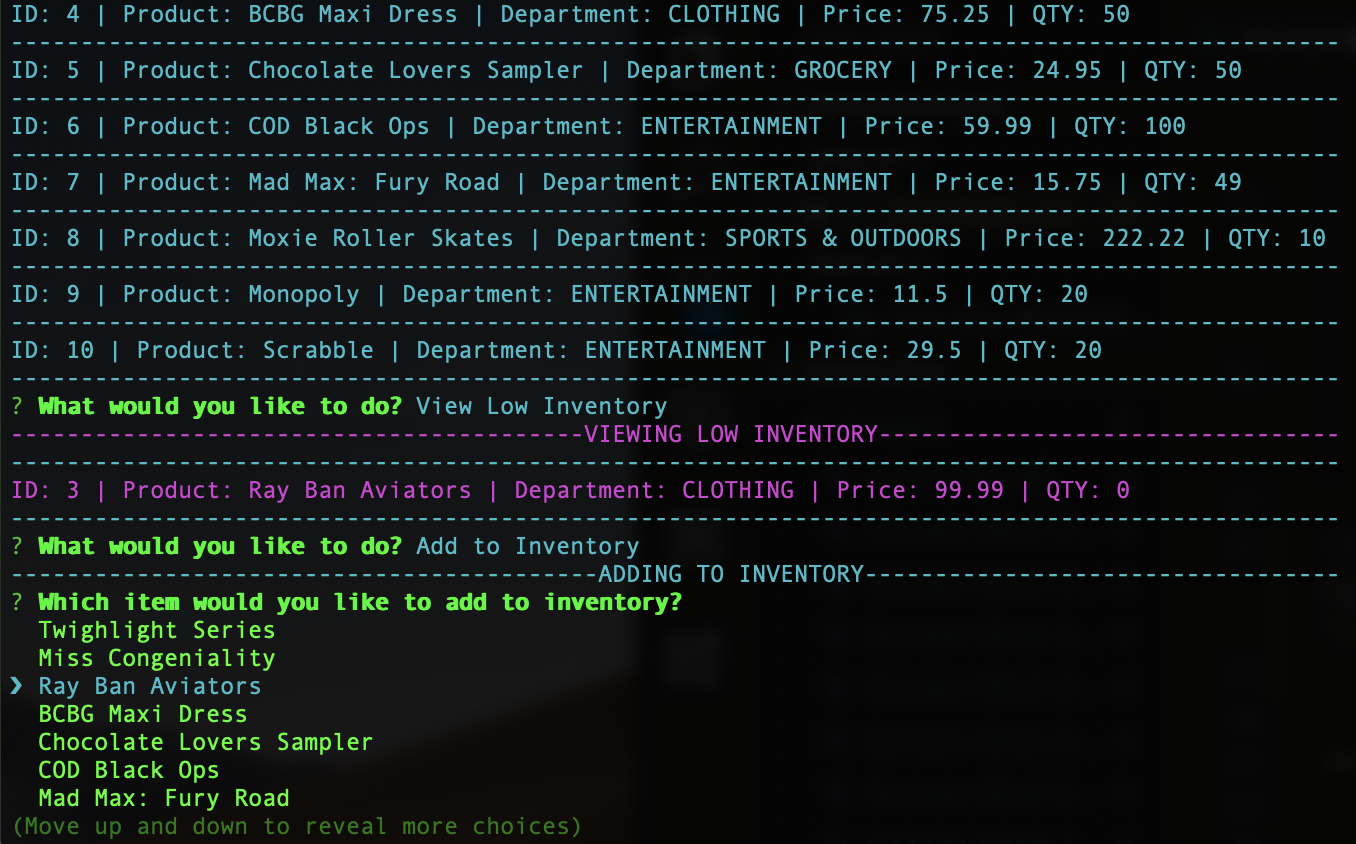 ID: 4 | Product: BCBG Maxi Dress | Department: CLOTHING | Price: 75.25 | QTY: 50
-----------------------------------------------------------------------------------------------
ID: 5 | Product: Chocolate Lovers Sampler | Department: GROCERY | Price: 24.95 | QTY: 50
-----------------------------------------------------------------------------------------------
ID: 6 | Product: COD Black Ops | Department: ENTERTAINMENT | Price: 59.99 | QTY: 100
-----------------------------------------------------------------------------------------------
ID: 7 | Product: Mad Max: Fury Road | Department: ENTERTAINMENT | Price: 15.75 | QTY: 49
-----------------------------------------------------------------------------------------------
ID: 8 | Product: Moxie Roller Skates | Department: SPORTS & OUTDOORS | Price: 222.22 | QTY: 10
-----------------------------------------------------------------------------------------------
ID: 9 | Product: Monopoly | Department: ENTERTAINMENT | Price: 11.5 | QTY: 20
-----------------------------------------------------------------------------------------------
ID: 10 | Product: Scrabble | Department: ENTERTAINMENT | Price: 29.5 | QTY: 20
-----------------------------------------------------------------------------------------------
? What would you like to do? View Low Inventory
-----------------------------------------VIEWING LOW INVENTORY---------------------------------
-----------------------------------------------------------------------------------------------
ID: 3 | Product: Ray Ban Aviators | Department: CLOTHING | Price: 99.99 | QTY: 0
-----------------------------------------------------------------------------------------------
? What would you like to do? Add to Inventory
------------------------------------------ADDING TO INVENTORY----------------------------------
? Which item would you like to add to inventory?
Twighlight Series
Miss Congeniality
❯ Ray Ban Aviators
BCBG Maxi Dress
Chocolate Lovers Sampler
COD Black Ops
Mad Max: Fury Road
(Move up and down to reveal more choices)